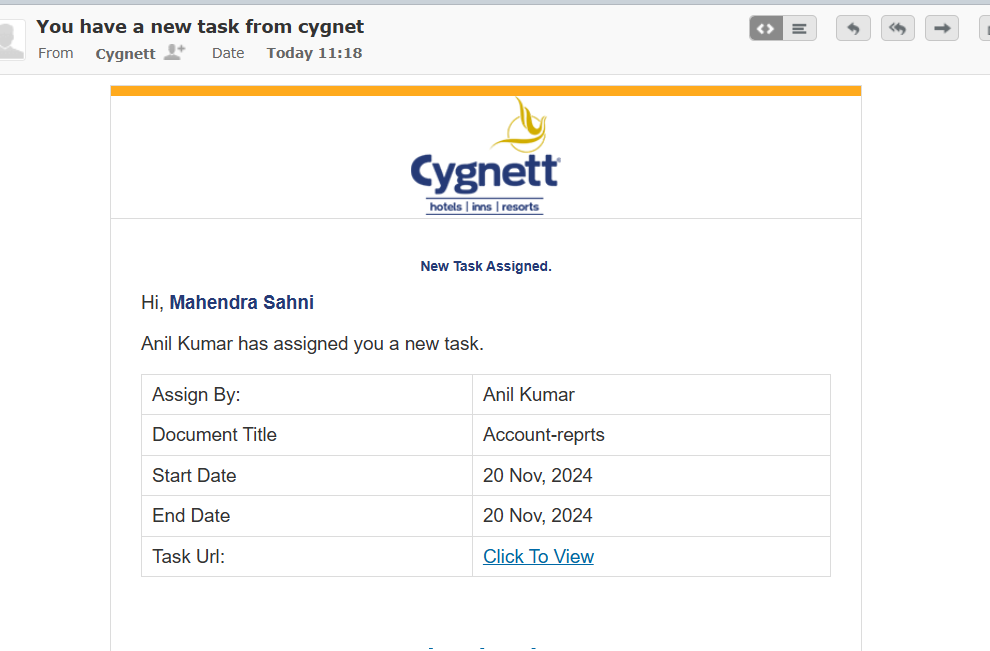 You have a new task from cygnet
From Cygnett Date Today 11:18
Cygnett
hotels | inns | resorts
New Task Assigned.
Hi, Mahendra Sahni
Anil Kumar has assigned you a new task.
Assign By: Anil Kumar
Document Title Account-reprts
Start Date 20 Nov, 2024
End Date 20 Nov, 2024
Task Url: Click To View